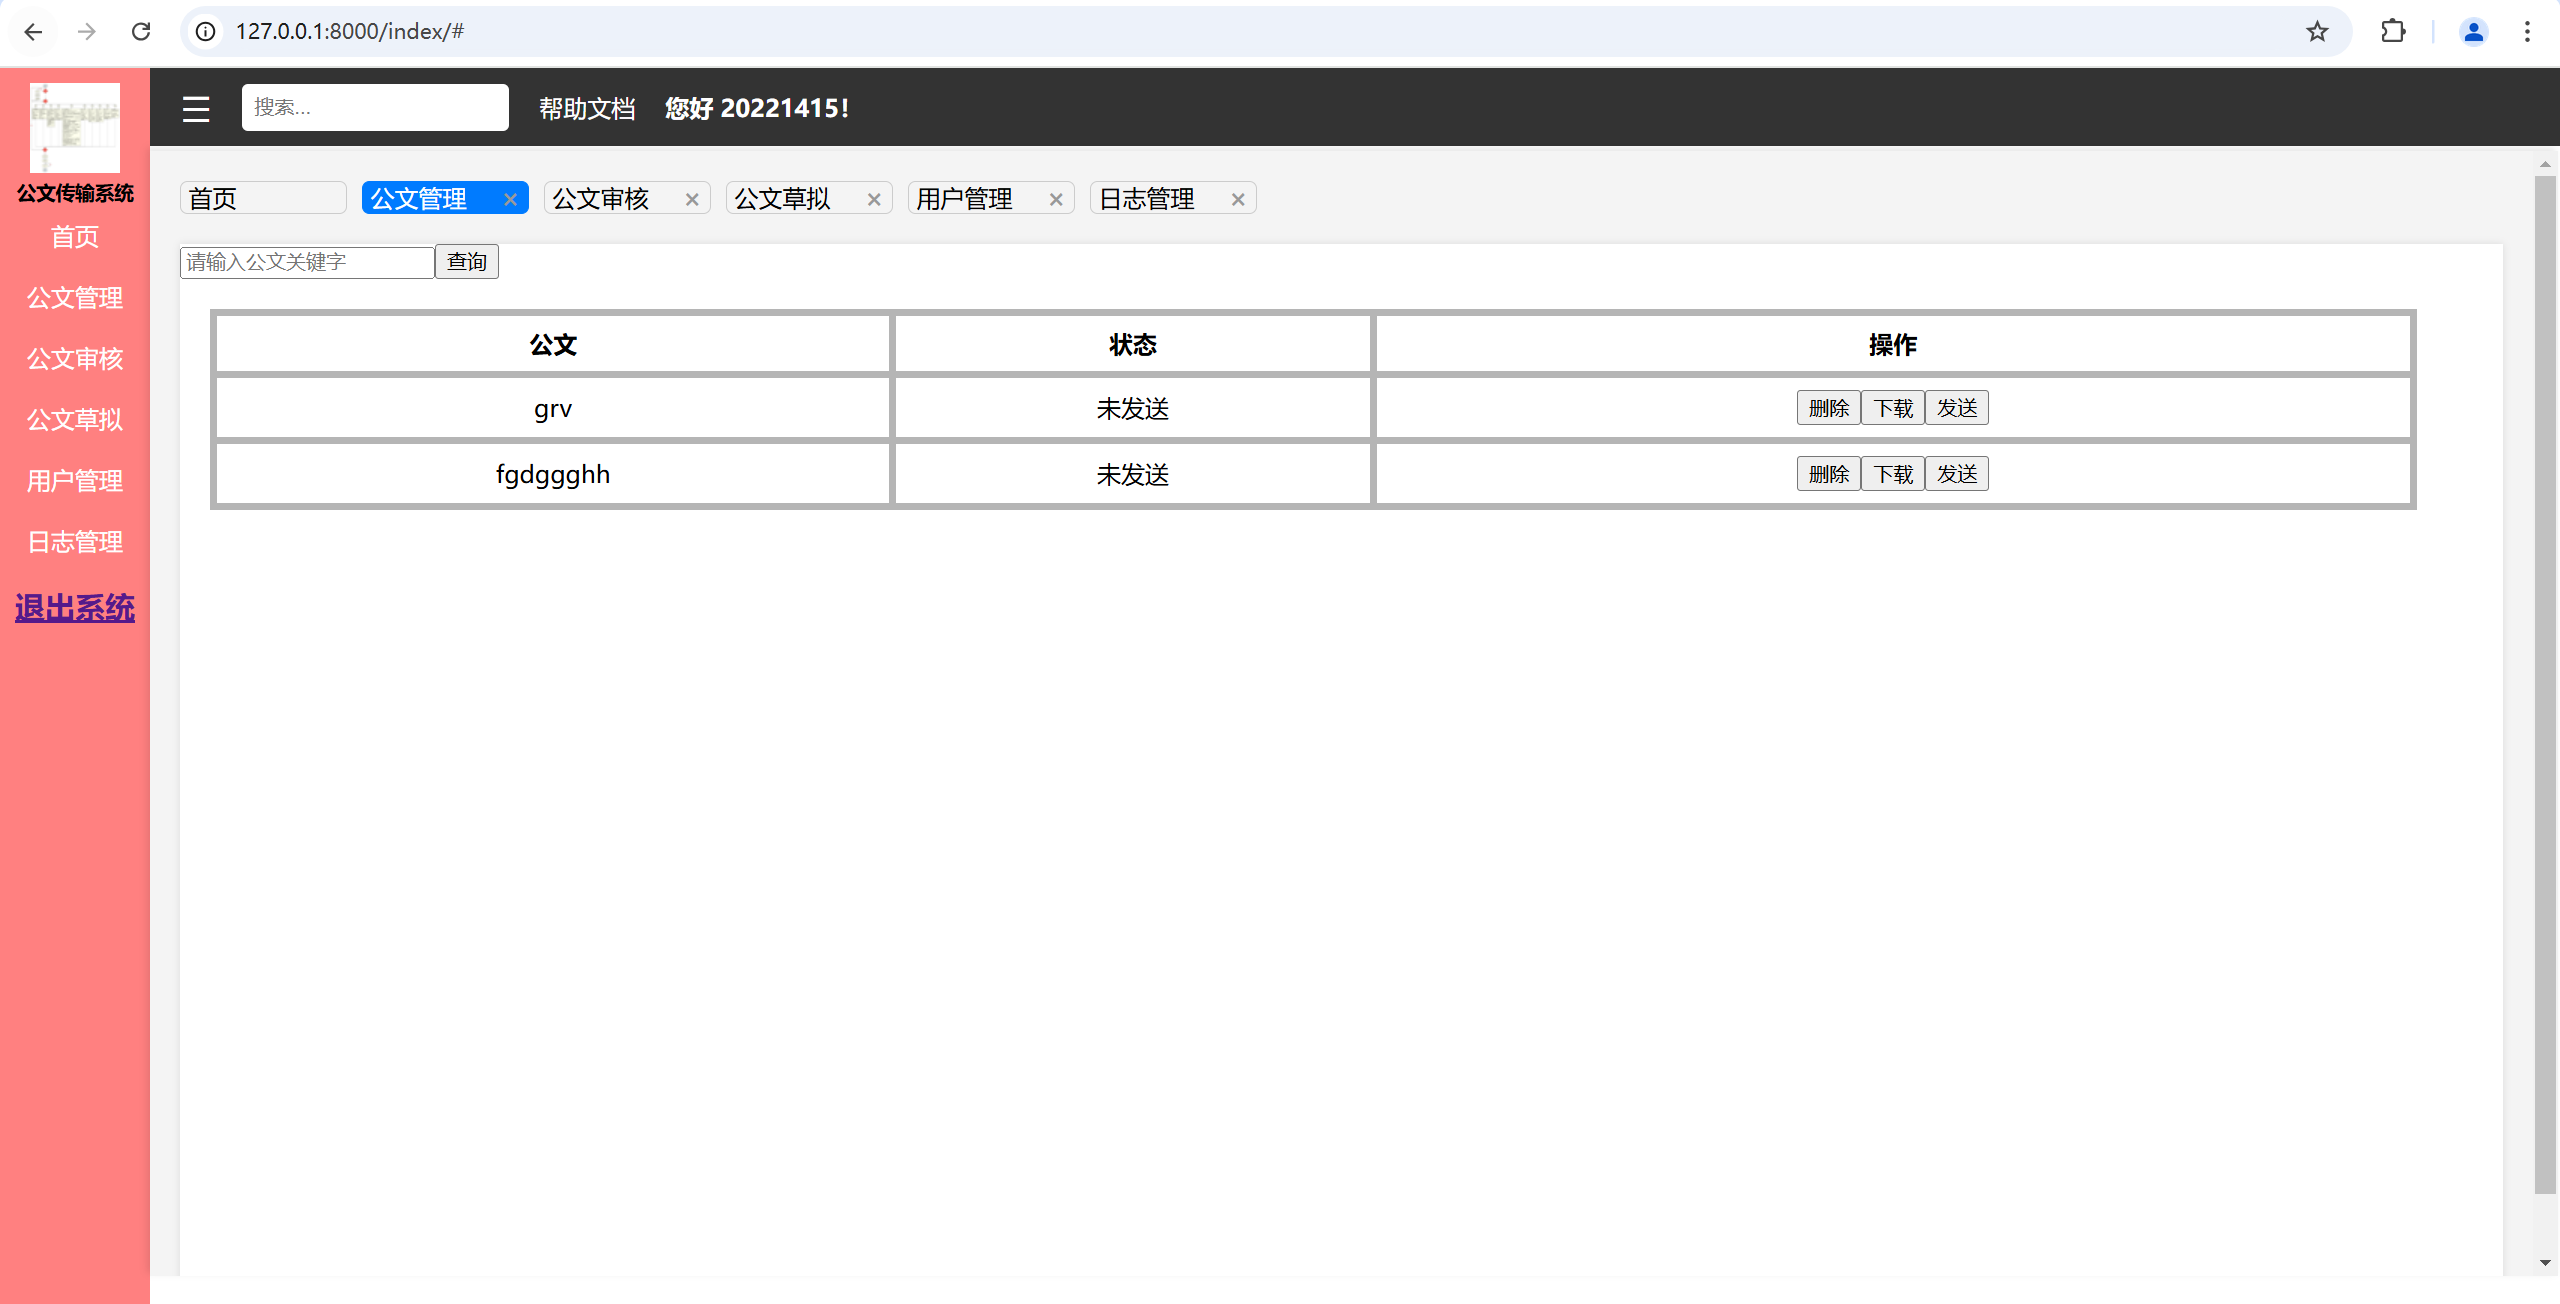 127.0.0.1:8000/index/#
搜索... 帮助文档 您好 20221415!
公文传输系统
首页
公文管理
公文审核
公文草拟
用户管理
日志管理
退出系统
首页 公文管理 × 公文审核 × 公文草拟 × 用户管理 × 日志管理 ×
请输入公文关键字 查询
公文 状态 操作
grv 未发送 删除 下载 发送
fgdggghh 未发送 删除 下载 发送